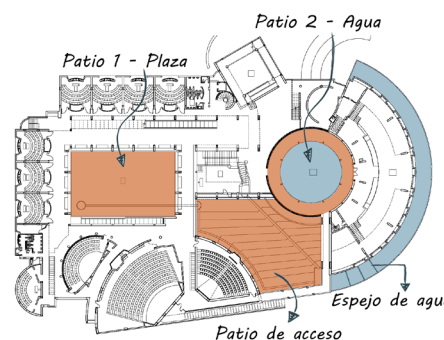 Patio 2 - Agua
Patio 1 - Plaza
Espejo de agu
Patio de acceso